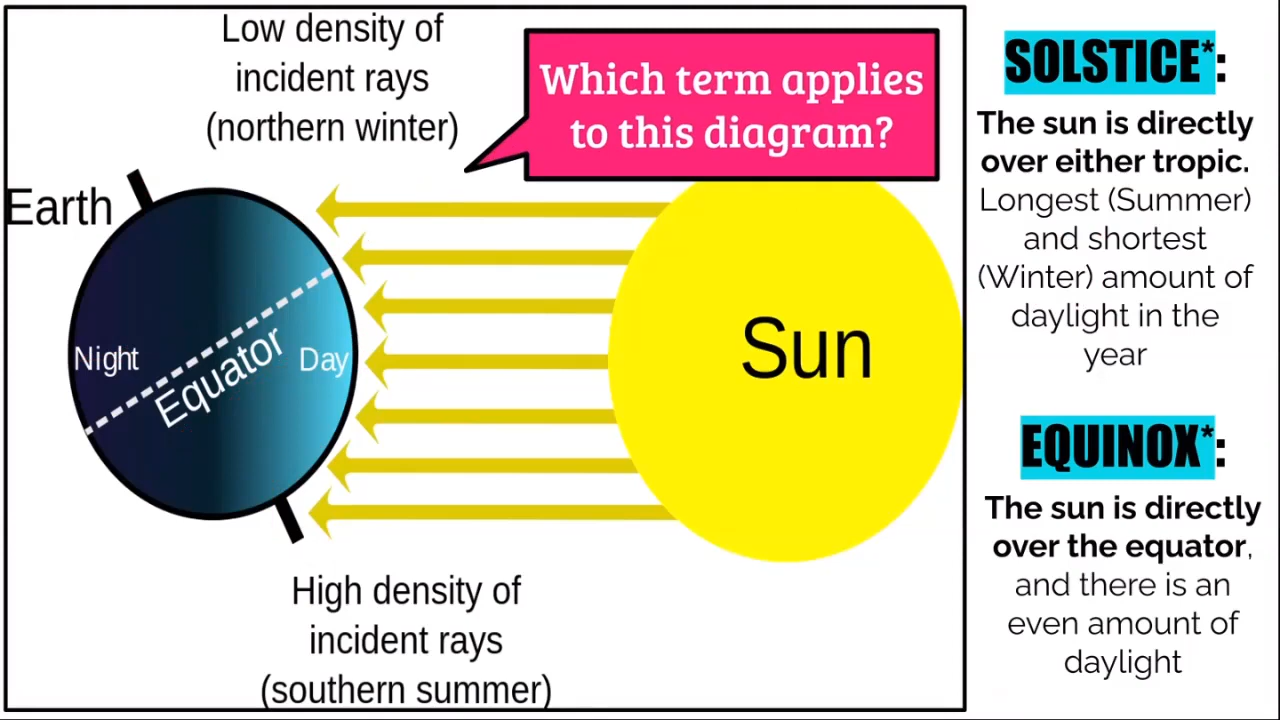 Low density of
incident rays
(northern winter)
Which term applies
to this diagram?
Earth
Night
Equator
Day
Sun
High density of
incident rays
(southern summer)
SOLSTICE*:
The sun is directly
over either tropic.
Longest (Summer)
and shortest
(Winter) amount of
daylight in the
year
EQUINOX*:
The sun is directly
over the equator,
and there is an
even amount of
daylight